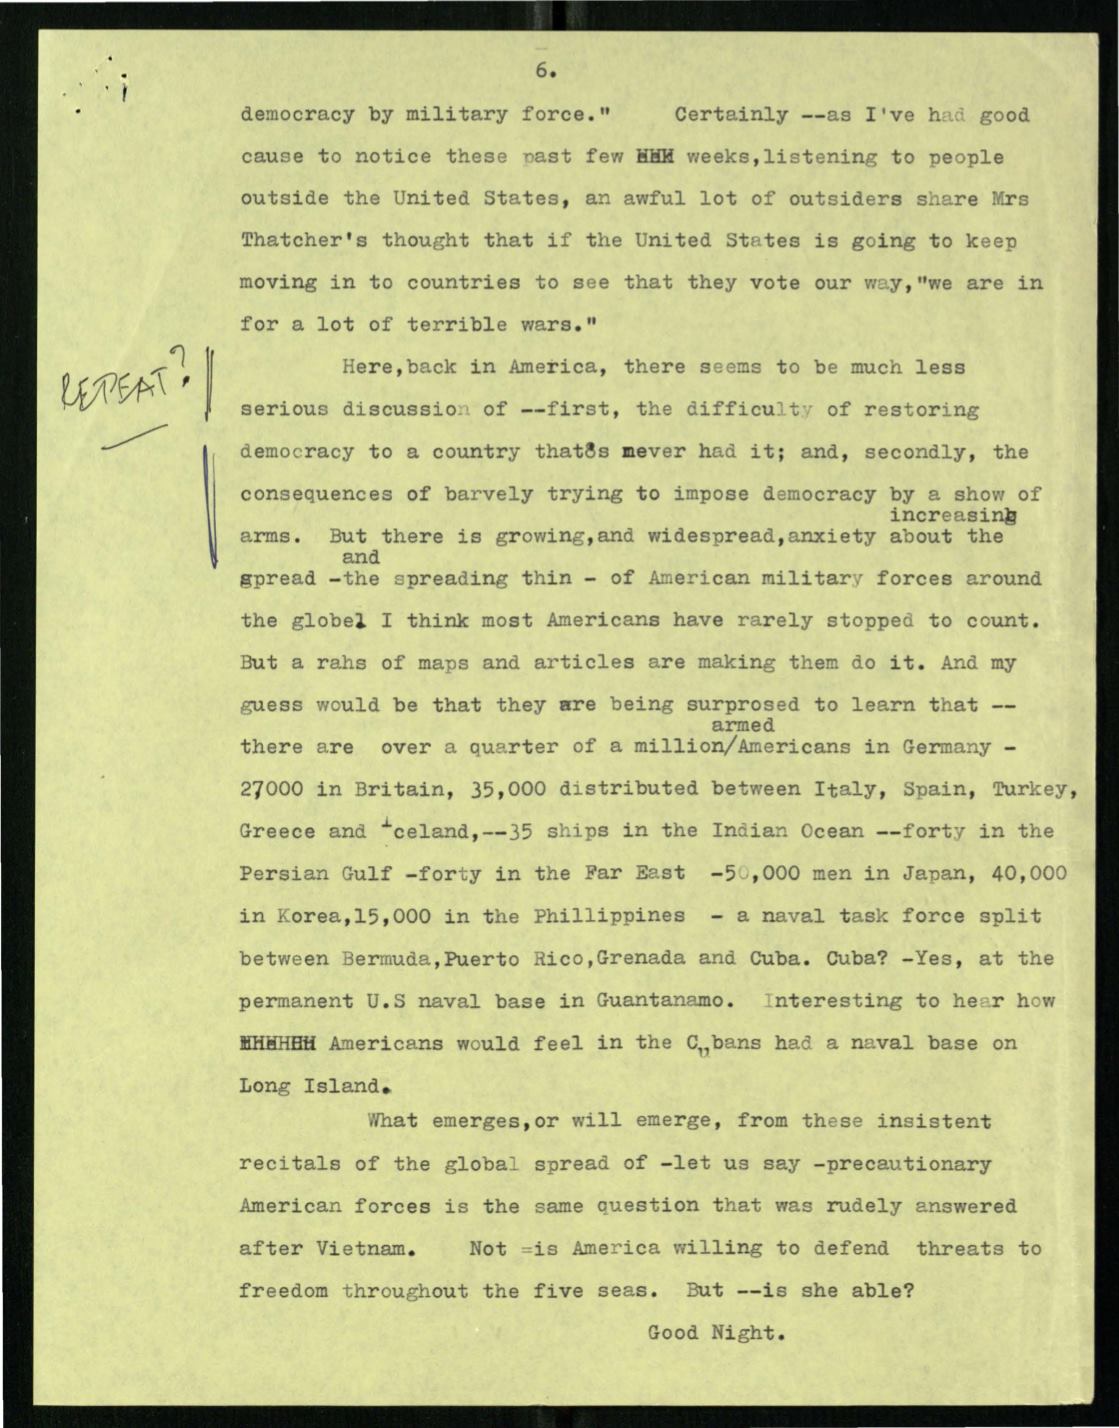 6.
democracy by military force."     Certainly --as I've had good
cause to notice these past few weeks,listening to people
outside the United States, an awful lot of outsiders share Mrs
Thatcher's thought that if the United States is going to keep
moving in to countries to see that they vote our way,"we are in
for a lot of terrible wars."
REPEAT?
Here,back in America, there seems to be much less
serious discussion of --first, the difficulty of restoring
democracy to a country that8s never had it; and, secondly, the
consequences of barvely trying to impose democracy by a show of
increasing
arms.  But there is growing,and widespread,anxiety about the
and
spread -the spreading thin - of American military forces around
the globe. I think most Americans have rarely stopped to count.
But a rahs of maps and articles are making them do it. And my
guess would be that they are being surprosed to learn that --
armed
there are  over a quarter of a million/Americans in Germany -
27000 in Britain, 35,000 distributed between Italy, Spain, Turkey,
Greece and Iceland,--35 ships in the Indian Ocean --forty in the
Persian Gulf -forty in the Far East  -50,000 men in Japan, 40,000
in Korea,15,000 in the Phillippines  - a naval task force split
between Bermuda,Puerto Rico,Grenada and Cuba. Cuba? -Yes, at the
permanent U.S naval base in Guantanamo.  Interesting to hear how
Americans would feel in the Cubans had a naval base on
Long Island.
What emerges,or will emerge, from these insistent
recitals of the global spread of -let us say -precautionary
American forces is the same question that was rudely answered
after Vietnam.    Not =is America willing to defend  threats to
freedom throughout the five seas.  But --is she able?
Good Night.